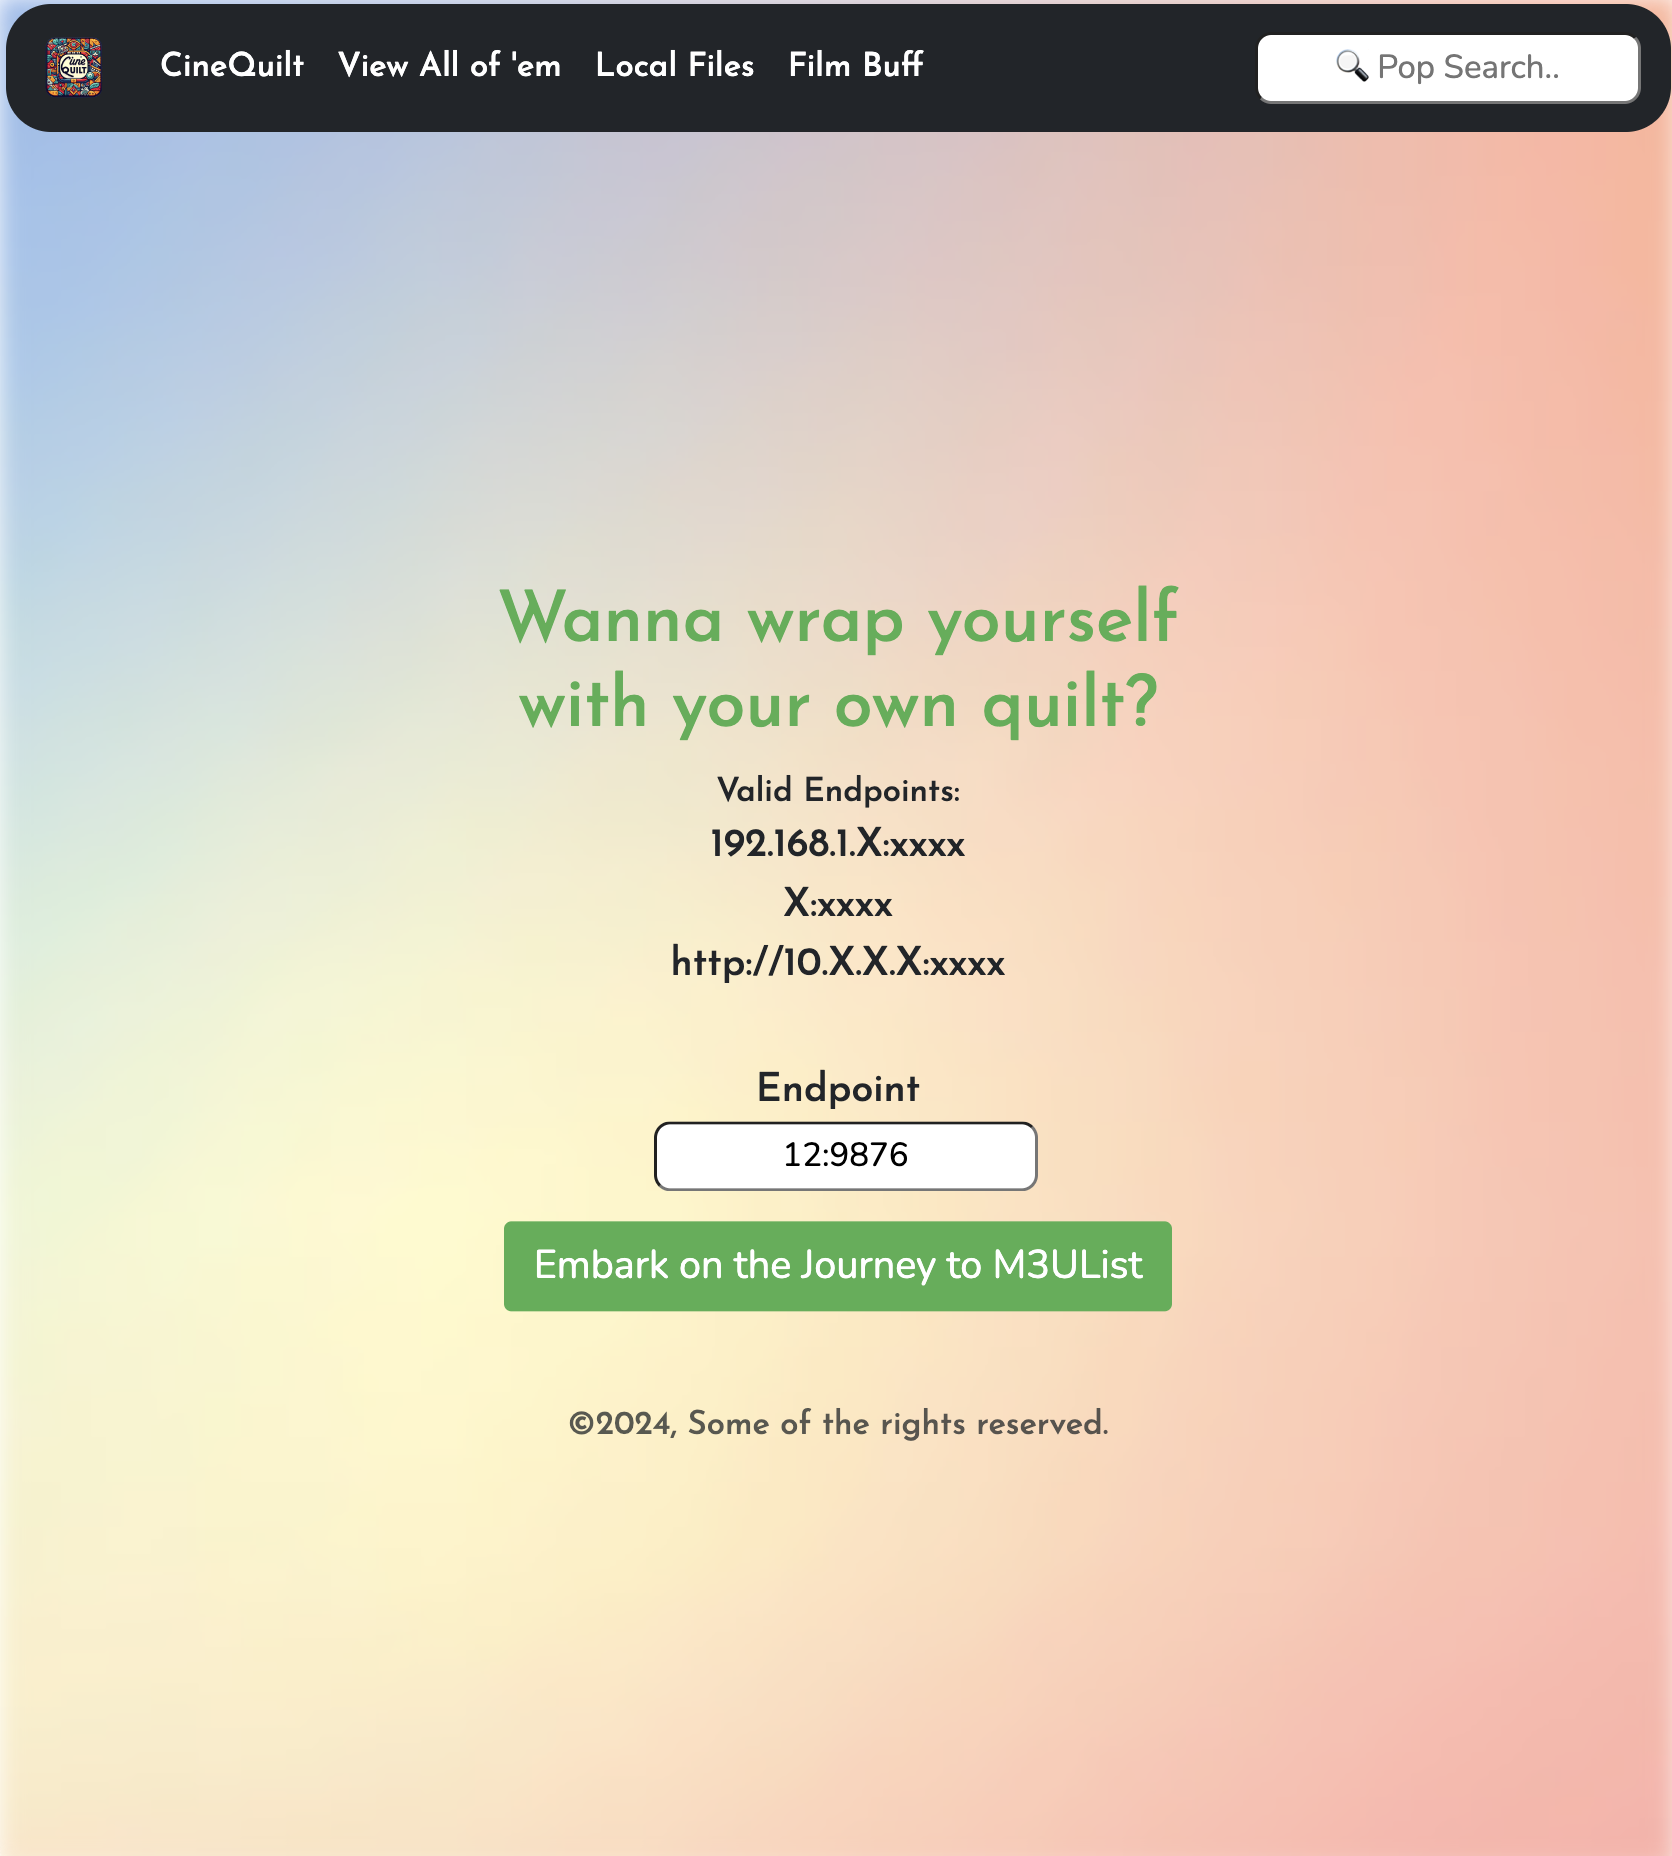 Cine
QUILT
CineQuilt View All of 'em Local Files Film Buff
🔍 Pop Search..
Wanna wrap yourself
with your own quilt?
Valid Endpoints:
192.168.1.X:xxxx
X:xxxx
http://10.X.X.X:xxxx
Endpoint
12:9876
Embark on the Journey to M3UList
©2024, Some of the rights reserved.